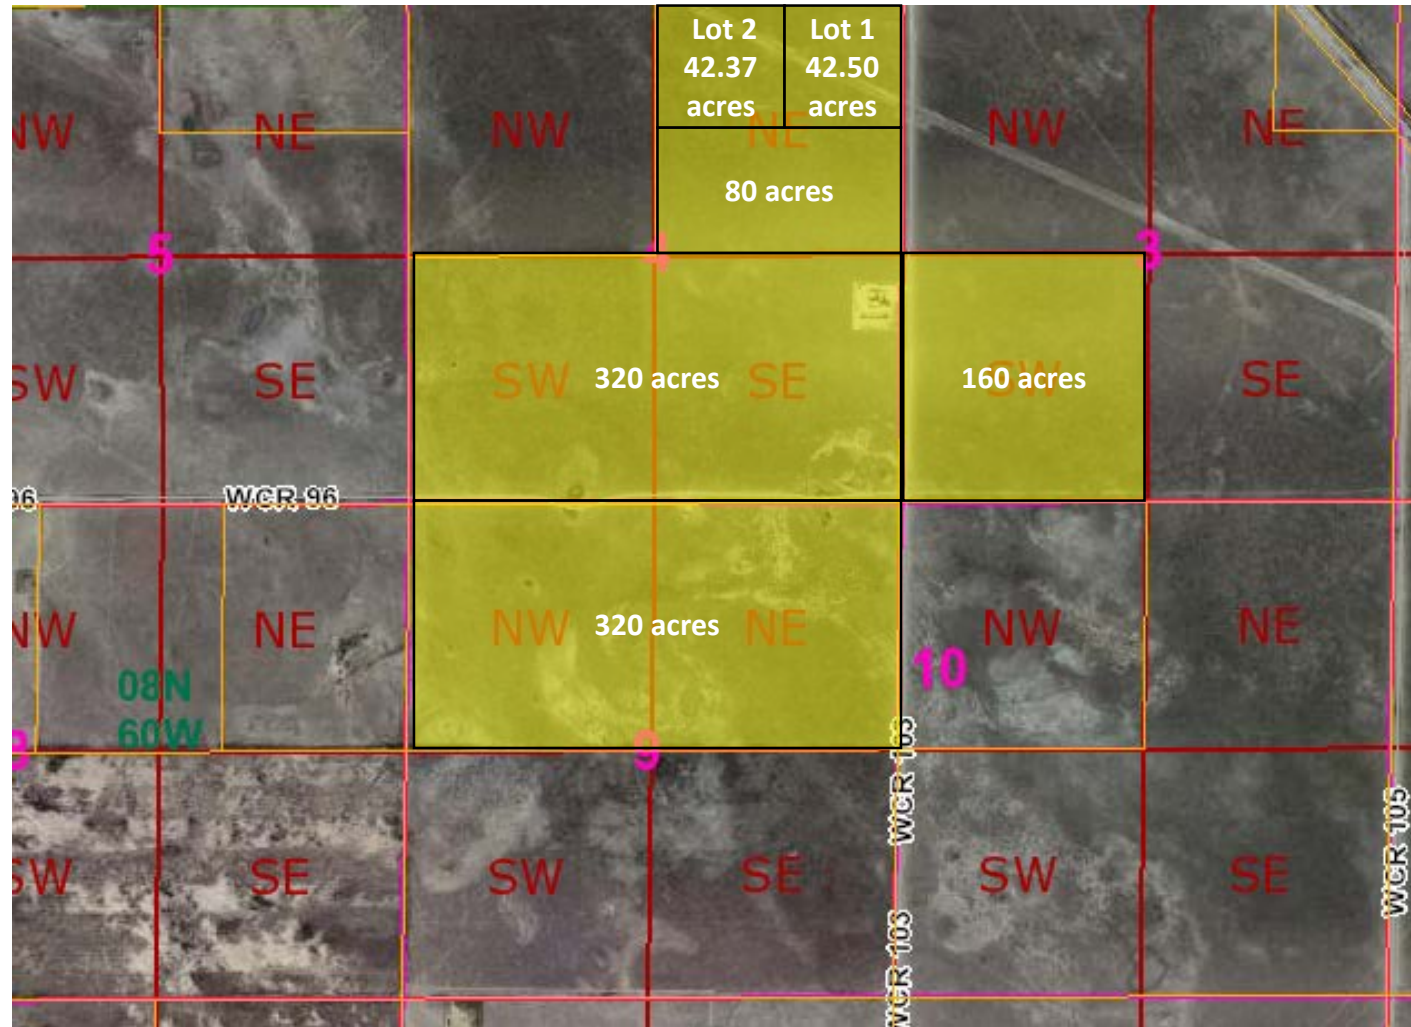 Lot 2
42.37
acres
Lot 1
42.50
acres
NW
NE
NW
NE
NW
NE
80 acres
5
4
3
SW
SE
SW
320 acres
SE
160 acres
SW
SE
96
WCR 96
NW
NE
NW
320 acres
NE
NW
NE
10
08N
60W
8
9
WCR 103
WCR 105
SW
SE
SW
SE
SW
SE
WCR 103